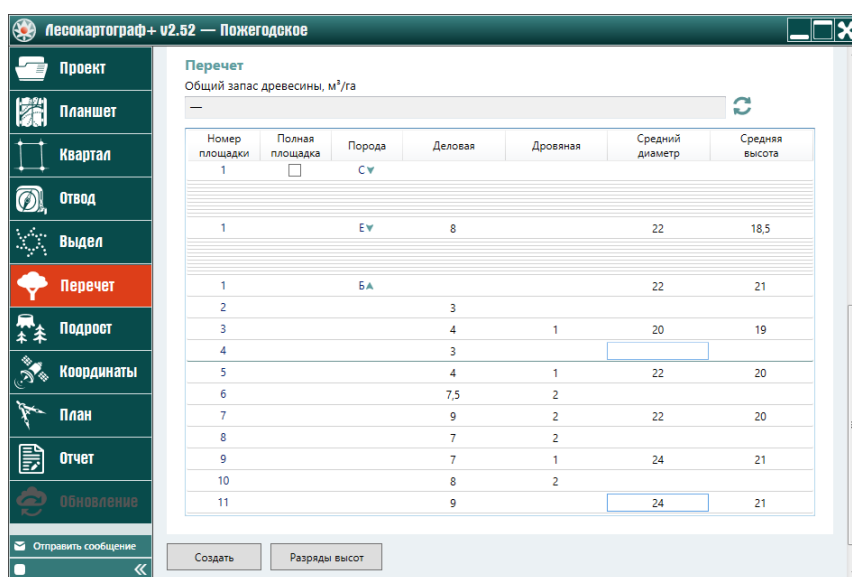 Лесокартограф+ v2.52 — Пожегодское
Проект
Планшет
Квартал
Отвод
Выдел
Перечет
Подрост
Координаты
План
Отчет
Обновление
Отправить сообщение
Перечет
Общий запас древесины, м³/га
—
Номер площадки Полная площадка Порода Деловая Дровяная Средний диаметр Средняя высота
1 С
1 Е 8 22 18,5
1 Б 22 21
2 3
3 4 1 20 19
4 3
5 4 1 22 20
6 7,5 2
7 9 2 22 20
8 7 2
9 7 1 24 21
10 8 2
11 9 24 21
Создать Разряды высот